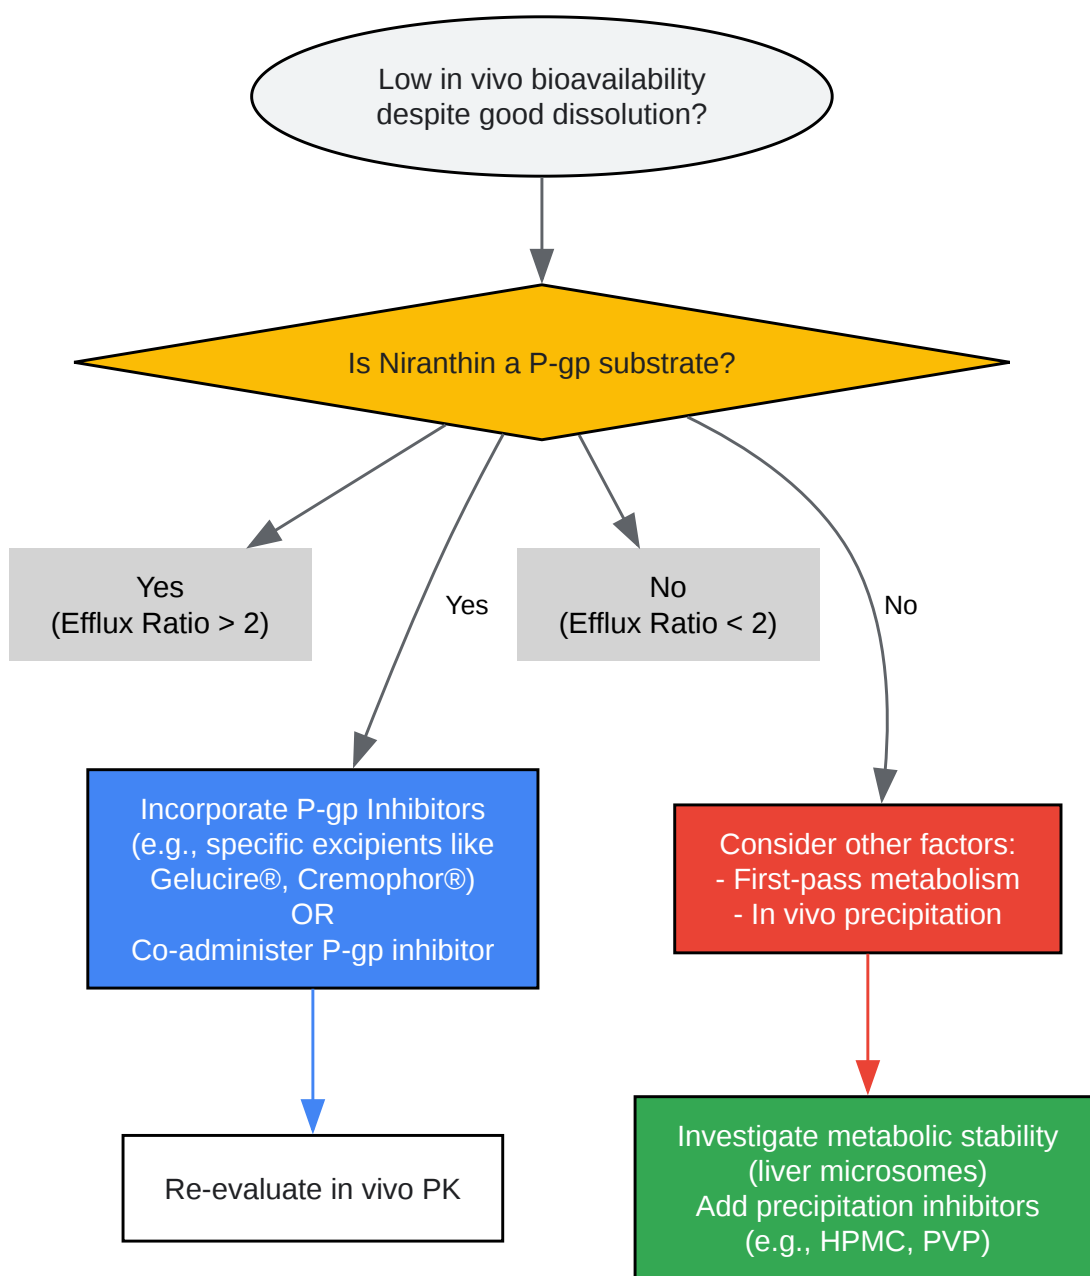 Low in vivo bioavailability
despite good dissolution?
Is Niranthin a P-gp substrate?
Yes
(Efflux Ratio > 2)
Yes
No
(Efflux Ratio < 2)
No
Incorporate P-gp Inhibitors
(e.g., specific excipients like
Gelucire®, Cremophor®)
OR
Co-administer P-gp inhibitor
Consider other factors:
- First-pass metabolism
- In vivo precipitation
Re-evaluate in vivo PK
Investigate metabolic stability
(liver microsomes)
Add precipitation inhibitors
(e.g., HPMC, PVP)